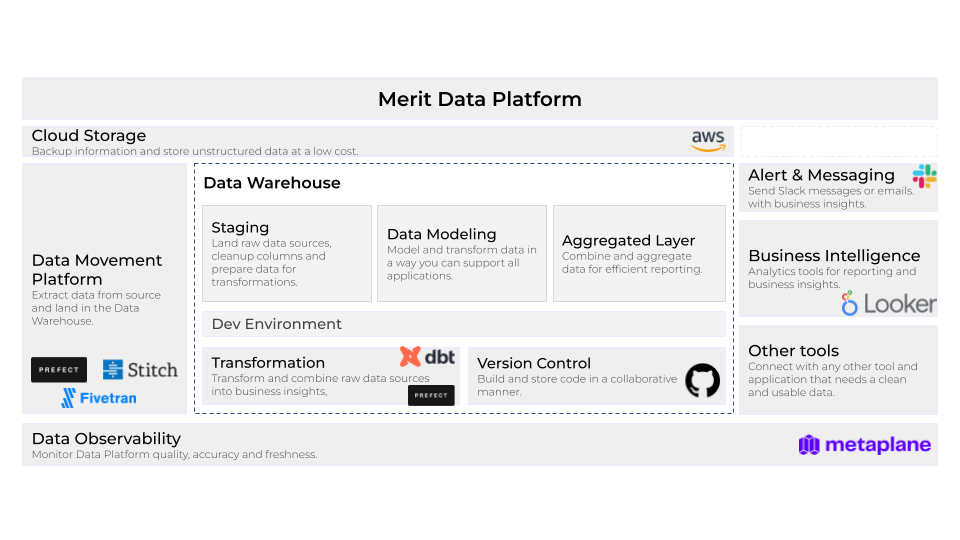 Merit Data Platform
Cloud Storage
Backup information and store unstructured data at a low cost.
aws
Data Movement
Platform
Extract data from source
and land in the Data
Warehouse.
PREFECT
Stitch
Fivetran
Data Warehouse
Staging
Land raw data sources,
cleanup columns and
prepare data for
transformations.
Data Modeling
Model and transform data in
a way you can support all
applications.
Aggregated Layer
Combine and aggregate
data for efficient reporting.
Dev Environment
Transformation
Transform and combine raw data sources
into business insights,
dbt
PREFECT
Version Control
Build and store code in a collaborative
manner.
Alert & Messaging
Send Slack messages or emails
with business insights.
Business Intelligence
Analytics tools for reporting and
business insights.
Looker
Other tools
Connect with any other tool and
application that needs a clean
and usable data.
Data Observability
Monitor Data Platform quality, accuracy and freshness.
metaplane